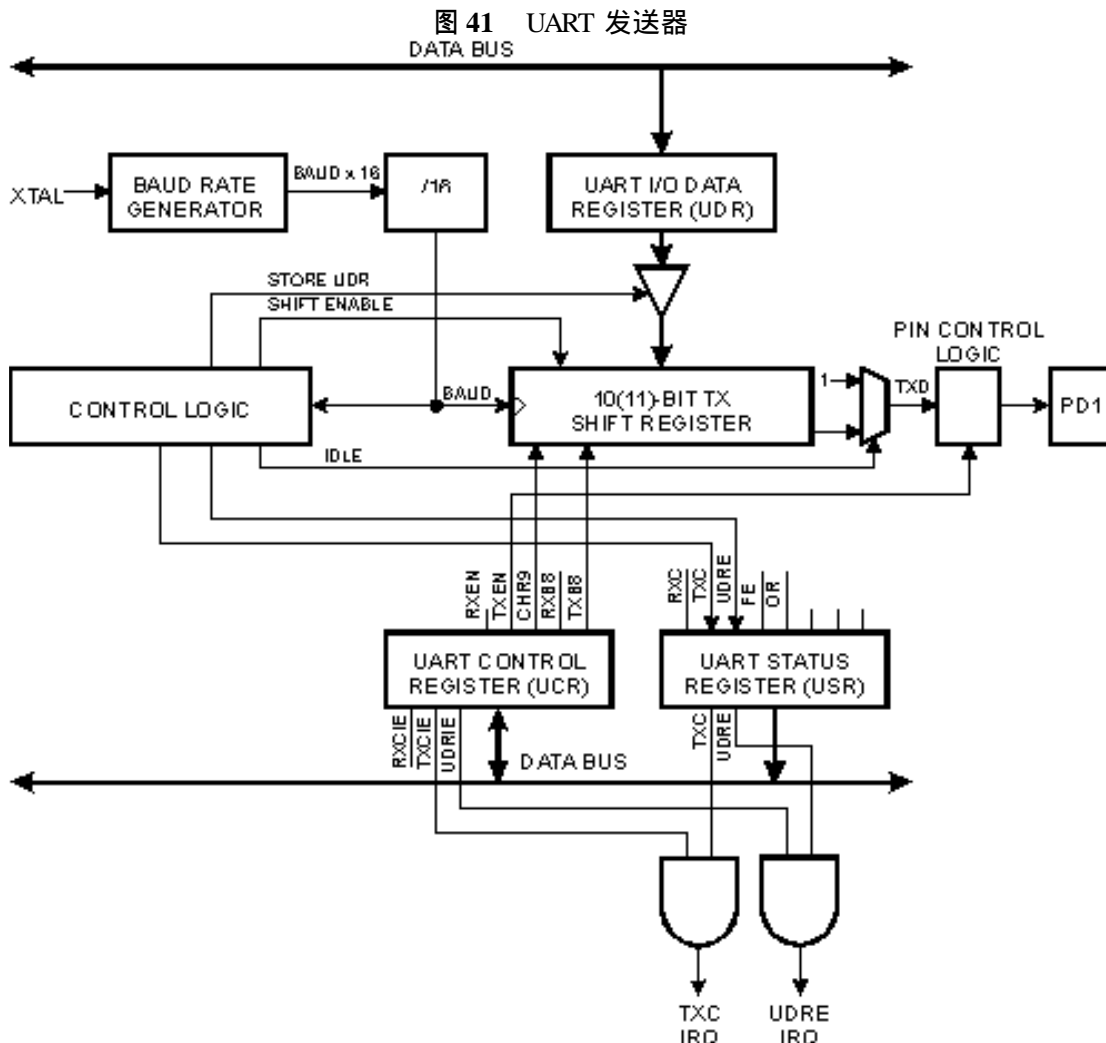 图 41 UART 发送器
DATA BUS
XTAL
BAUD RATE
GENERATOR
BAUD x 16
/16
UART I/O DATA
REGISTER (UDR)
STORE UDR
SHIFT ENABLE
CONTROL LOGIC
BAUD
10(11)-BIT TX
SHIFT REGISTER
1
TXD
PIN CONTROL
LOGIC
PD1
IDLE
RXEN
TXEN
CHR9
RXB8
TXB8
RXC
TXC
UDRE
FE
OR
UART CONTROL
REGISTER (UCR)
UART STATUS
REGISTER (USR)
RXCIE
TXCIE
UDRIE
TXC
UDRE
DATA BUS
TXC
IRQ
UDRE
IRQ